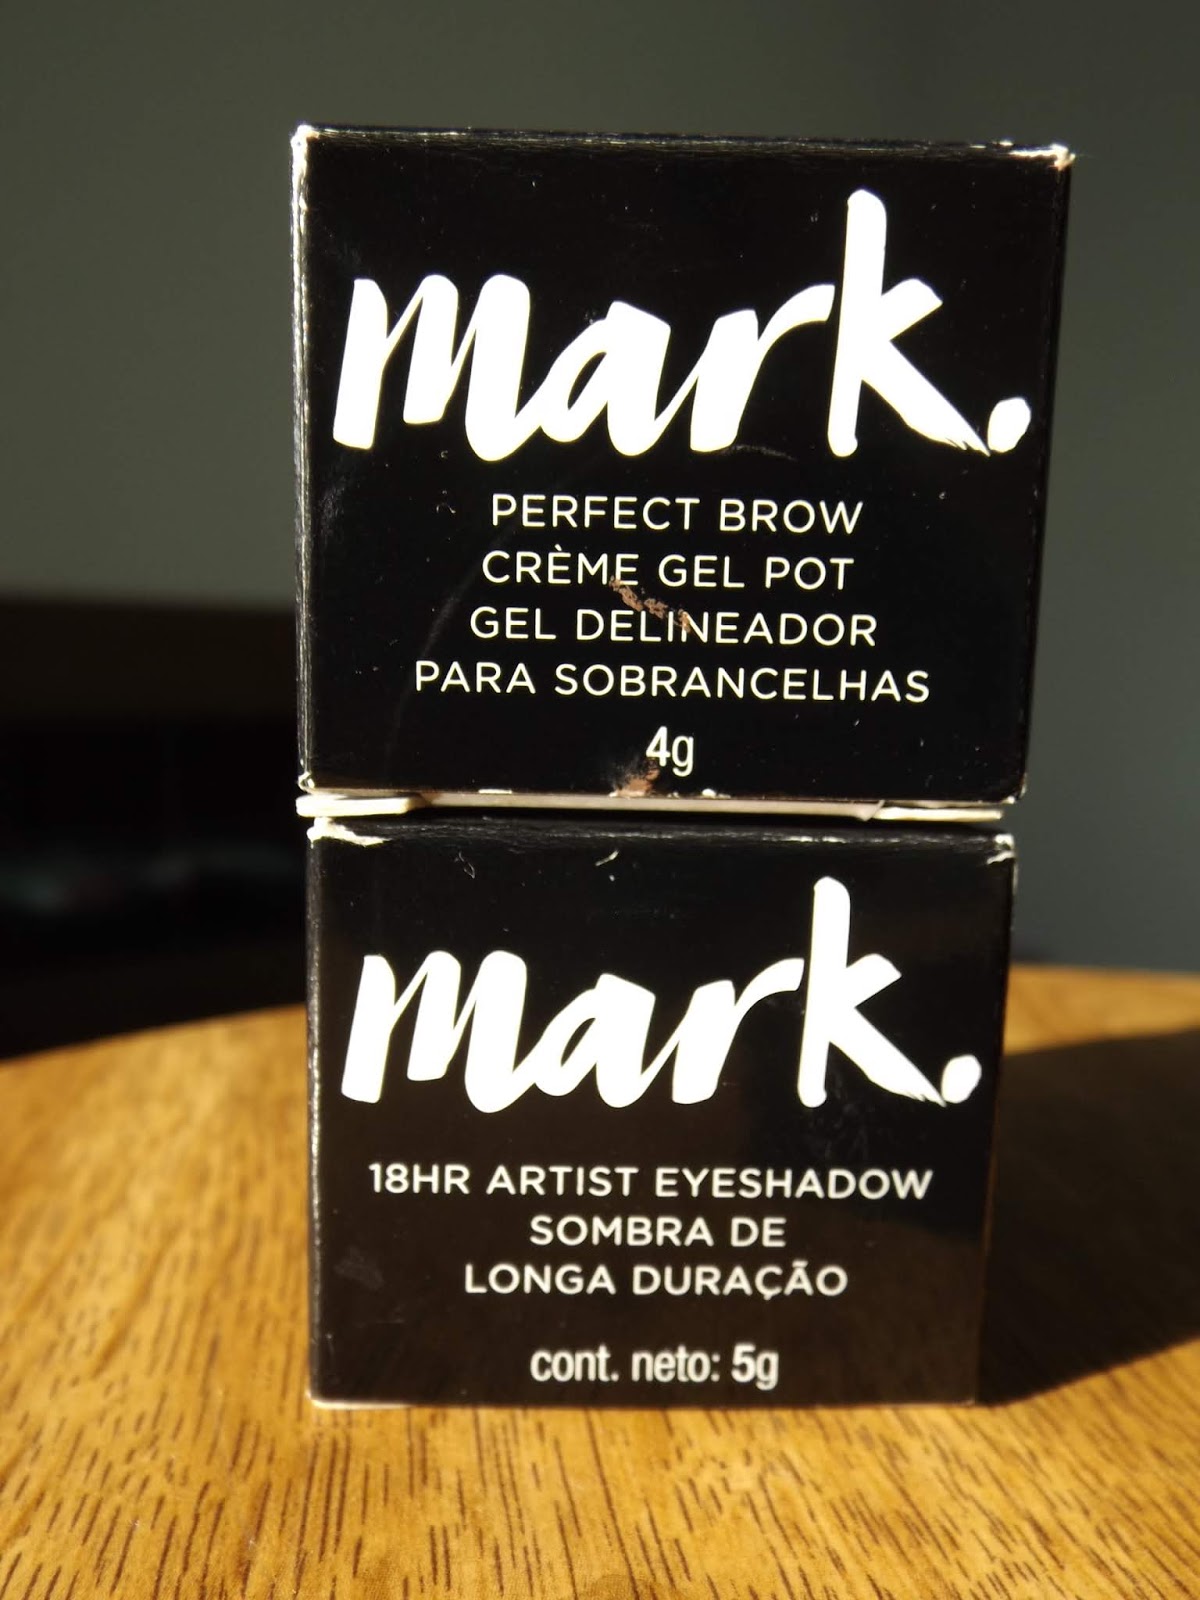 mark.
PERFECT BROW
CRÈME GEL POT
GEL DELINEADOR
PARA SOBRANCELHAS
4g
mark.
18HR ARTIST EYESHADOW
SOMBRA DE
LONGA DURAÇÃO
cont. neto: 5g